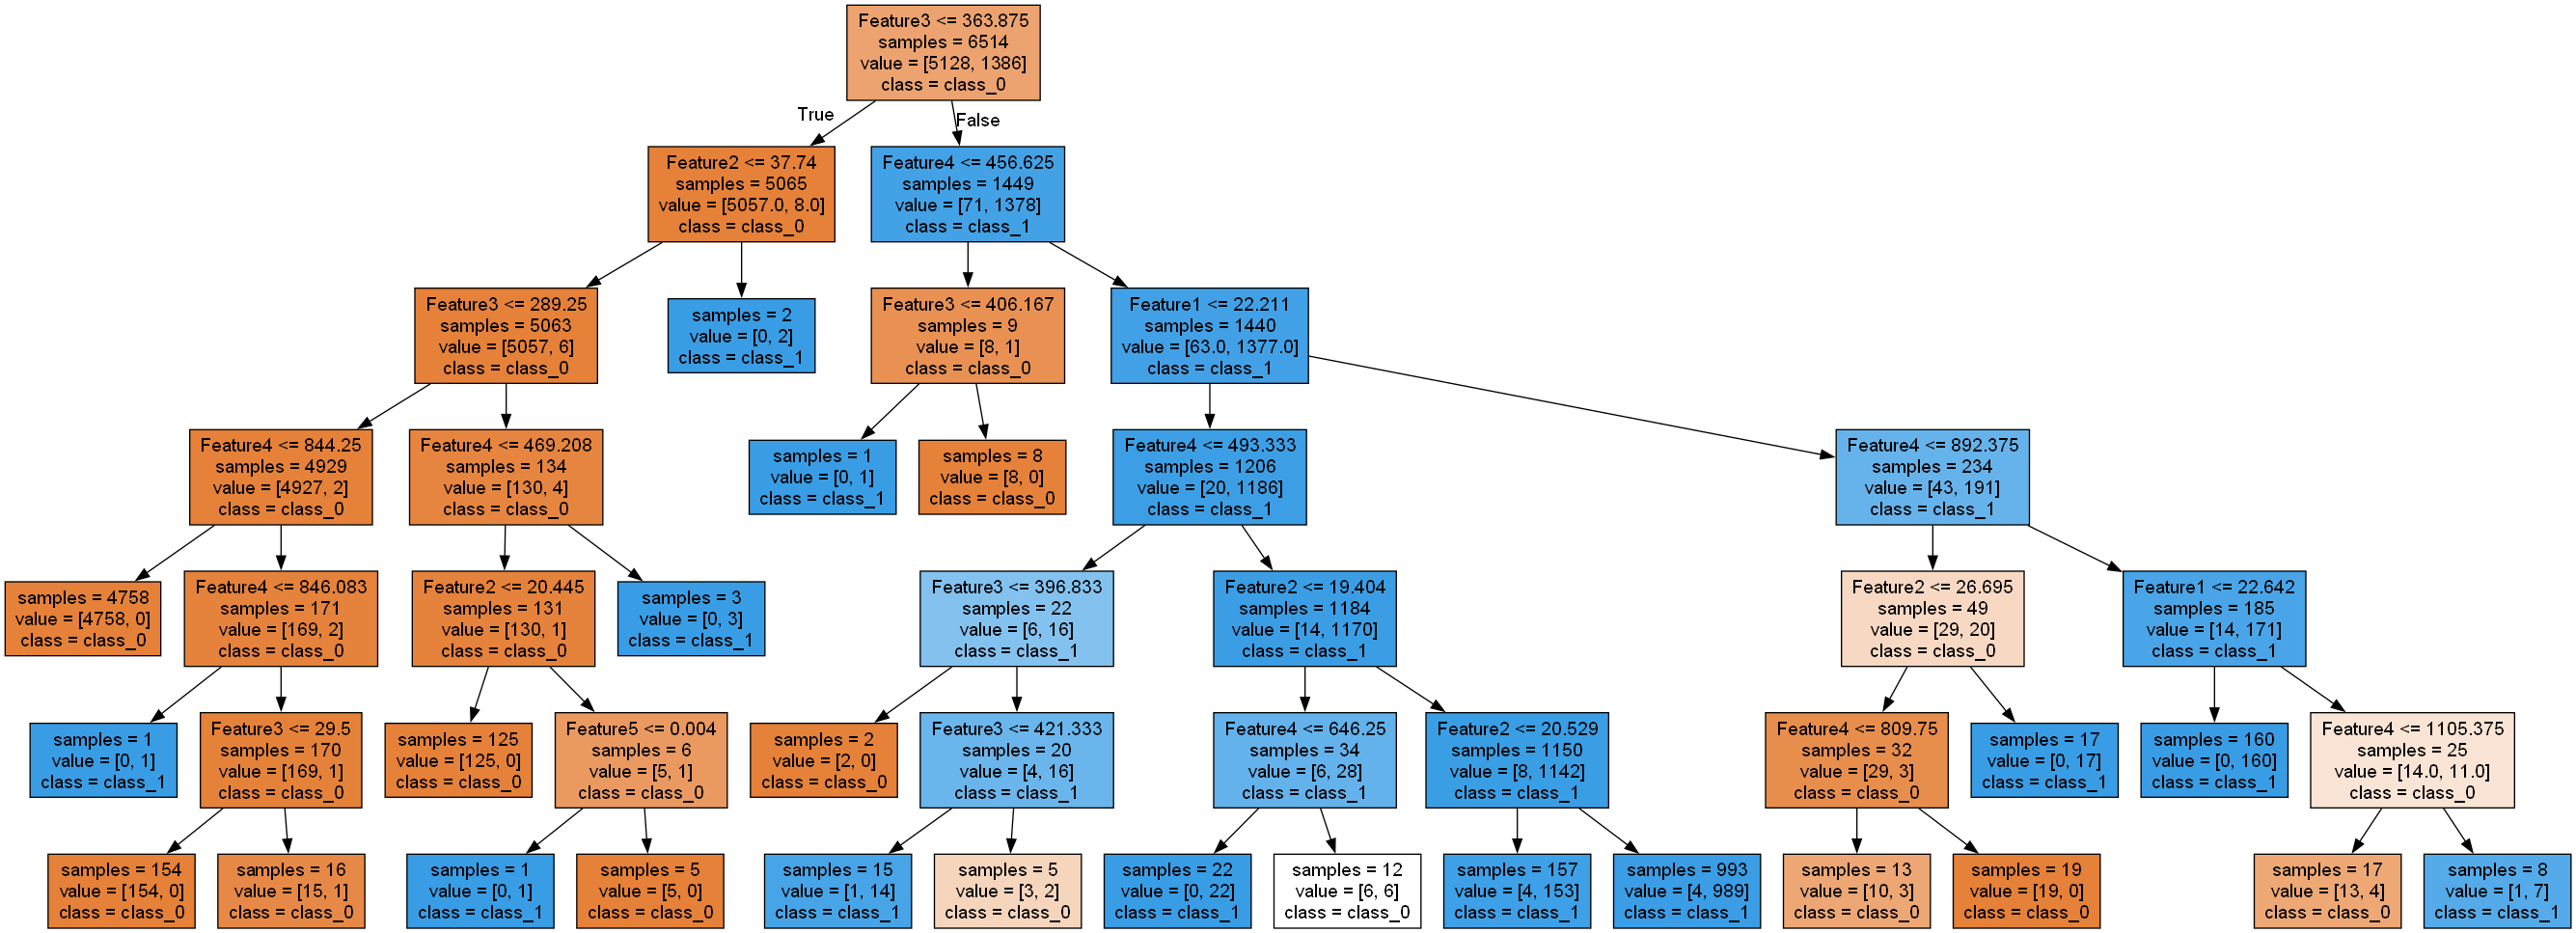 Feature3 <= 363.875
samples = 6514
value = [5128, 1386]
class = class_0
True
False
Feature2 <= 37.74
samples = 5065
value = [5057.0, 8.0]
class = class_0
Feature4 <= 456.625
samples = 1449
value = [71, 1378]
class = class_1
Feature3 <= 289.25
samples = 5063
value = [5057, 6]
class = class_0
samples = 2
value = [0, 2]
class = class_1
Feature3 <= 406.167
samples = 9
value = [8, 1]
class = class_0
Feature1 <= 22.211
samples = 1440
value = [63.0, 1377.0]
class = class_1
Feature4 <= 844.25
samples = 4929
value = [4927, 2]
class = class_0
Feature4 <= 469.208
samples = 134
value = [130, 4]
class = class_0
samples = 1
value = [0, 1]
class = class_1
samples = 8
value = [8, 0]
class = class_0
Feature4 <= 493.333
samples = 1206
value = [20, 1186]
class = class_1
Feature4 <= 892.375
samples = 234
value = [43, 191]
class = class_1
samples = 4758
value = [4758, 0]
class = class_0
Feature4 <= 846.083
samples = 171
value = [169, 2]
class = class_0
Feature2 <= 20.445
samples = 131
value = [130, 1]
class = class_0
samples = 3
value = [0, 3]
class = class_1
Feature3 <= 396.833
samples = 22
value = [6, 16]
class = class_1
Feature2 <= 19.404
samples = 1184
value = [14, 1170]
class = class_1
Feature2 <= 26.695
samples = 49
value = [29, 20]
class = class_0
Feature1 <= 22.642
samples = 185
value = [14, 171]
class = class_1
samples = 1
value = [0, 1]
class = class_1
Feature3 <= 29.5
samples = 170
value = [169, 1]
class = class_0
samples = 125
value = [125, 0]
class = class_0
Feature5 <= 0.004
samples = 6
value = [5, 1]
class = class_0
samples = 2
value = [2, 0]
class = class_0
Feature3 <= 421.333
samples = 20
value = [4, 16]
class = class_1
Feature4 <= 646.25
samples = 34
value = [6, 28]
class = class_1
Feature2 <= 20.529
samples = 1150
value = [8, 1142]
class = class_1
Feature4 <= 809.75
samples = 32
value = [29, 3]
class = class_0
samples = 17
value = [0, 17]
class = class_1
samples = 160
value = [0, 160]
class = class_1
Feature4 <= 1105.375
samples = 25
value = [14.0, 11.0]
class = class_0
samples = 154
value = [154, 0]
class = class_0
samples = 16
value = [15, 1]
class = class_0
samples = 1
value = [0, 1]
class = class_1
samples = 5
value = [5, 0]
class = class_0
samples = 15
value = [1, 14]
class = class_1
samples = 5
value = [3, 2]
class = class_0
samples = 22
value = [0, 22]
class = class_1
samples = 12
value = [6, 6]
class = class_0
samples = 157
value = [4, 153]
class = class_1
samples = 993
value = [4, 989]
class = class_1
samples = 13
value = [10, 3]
class = class_0
samples = 19
value = [19, 0]
class = class_0
samples = 17
value = [13, 4]
class = class_0
samples = 8
value = [1, 7]
class = class_1